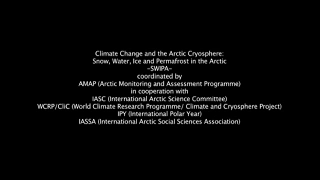 Climate Change and the Arctic Cryosphere:
Snow, Water, Ice and Permafrost in the Arctic
-SWIPA-
coordinated by
AMAP (Arctic Monitoring and Assessment Programme)
in cooperation with
IASC (International Arctic Science Committee)
WCRP/CliC (World Climate Research Programme/ Climate and Cryosphere Project)
IPY (International Polar Year)
IASSA (International Arctic Social Sciences Association)